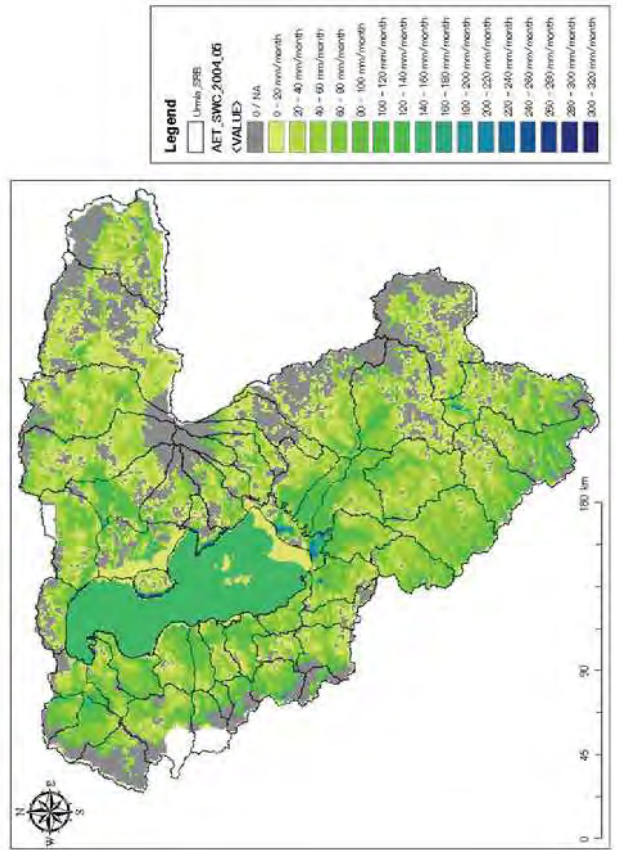 N
W
E
S
0
45
90
180 km
Legend
Urmia_SRB
AET_SWC_2004_05
<VALUE>
0 / NA
0 - 20 mm/month
20 - 40 mm/month
40 - 60 mm/month
60 - 80 mm/month
80 - 100 mm/month
100 - 120 mm/month
120 - 140 mm/month
140 - 160 mm/month
160 - 180 mm/month
180 - 200 mm/month
200 - 220 mm/month
220 - 240 mm/month
240 - 260 mm/month
260 - 280 mm/month
280 - 300 mm/month
300 - 320 mm/month